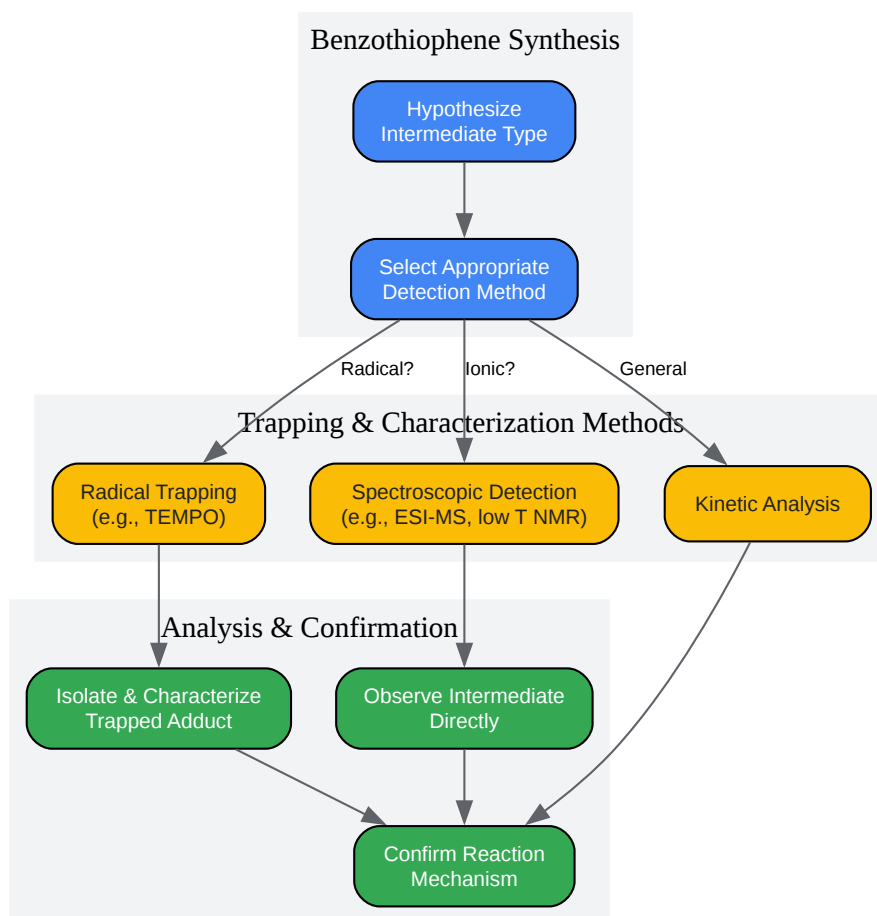 Benzothiophene Synthesis
Hypothesize
Intermediate Type
Select Appropriate
Detection Method
Radical?
Ionic?
General
Trapping & Characterization Methods
Radical Trapping
(e.g., TEMPO)
Spectroscopic Detection
(e.g., ESI-MS, low T NMR)
Kinetic Analysis
Analysis & Confirmation
Isolate & Characterize
Trapped Adduct
Observe Intermediate
Directly
Confirm Reaction
Mechanism